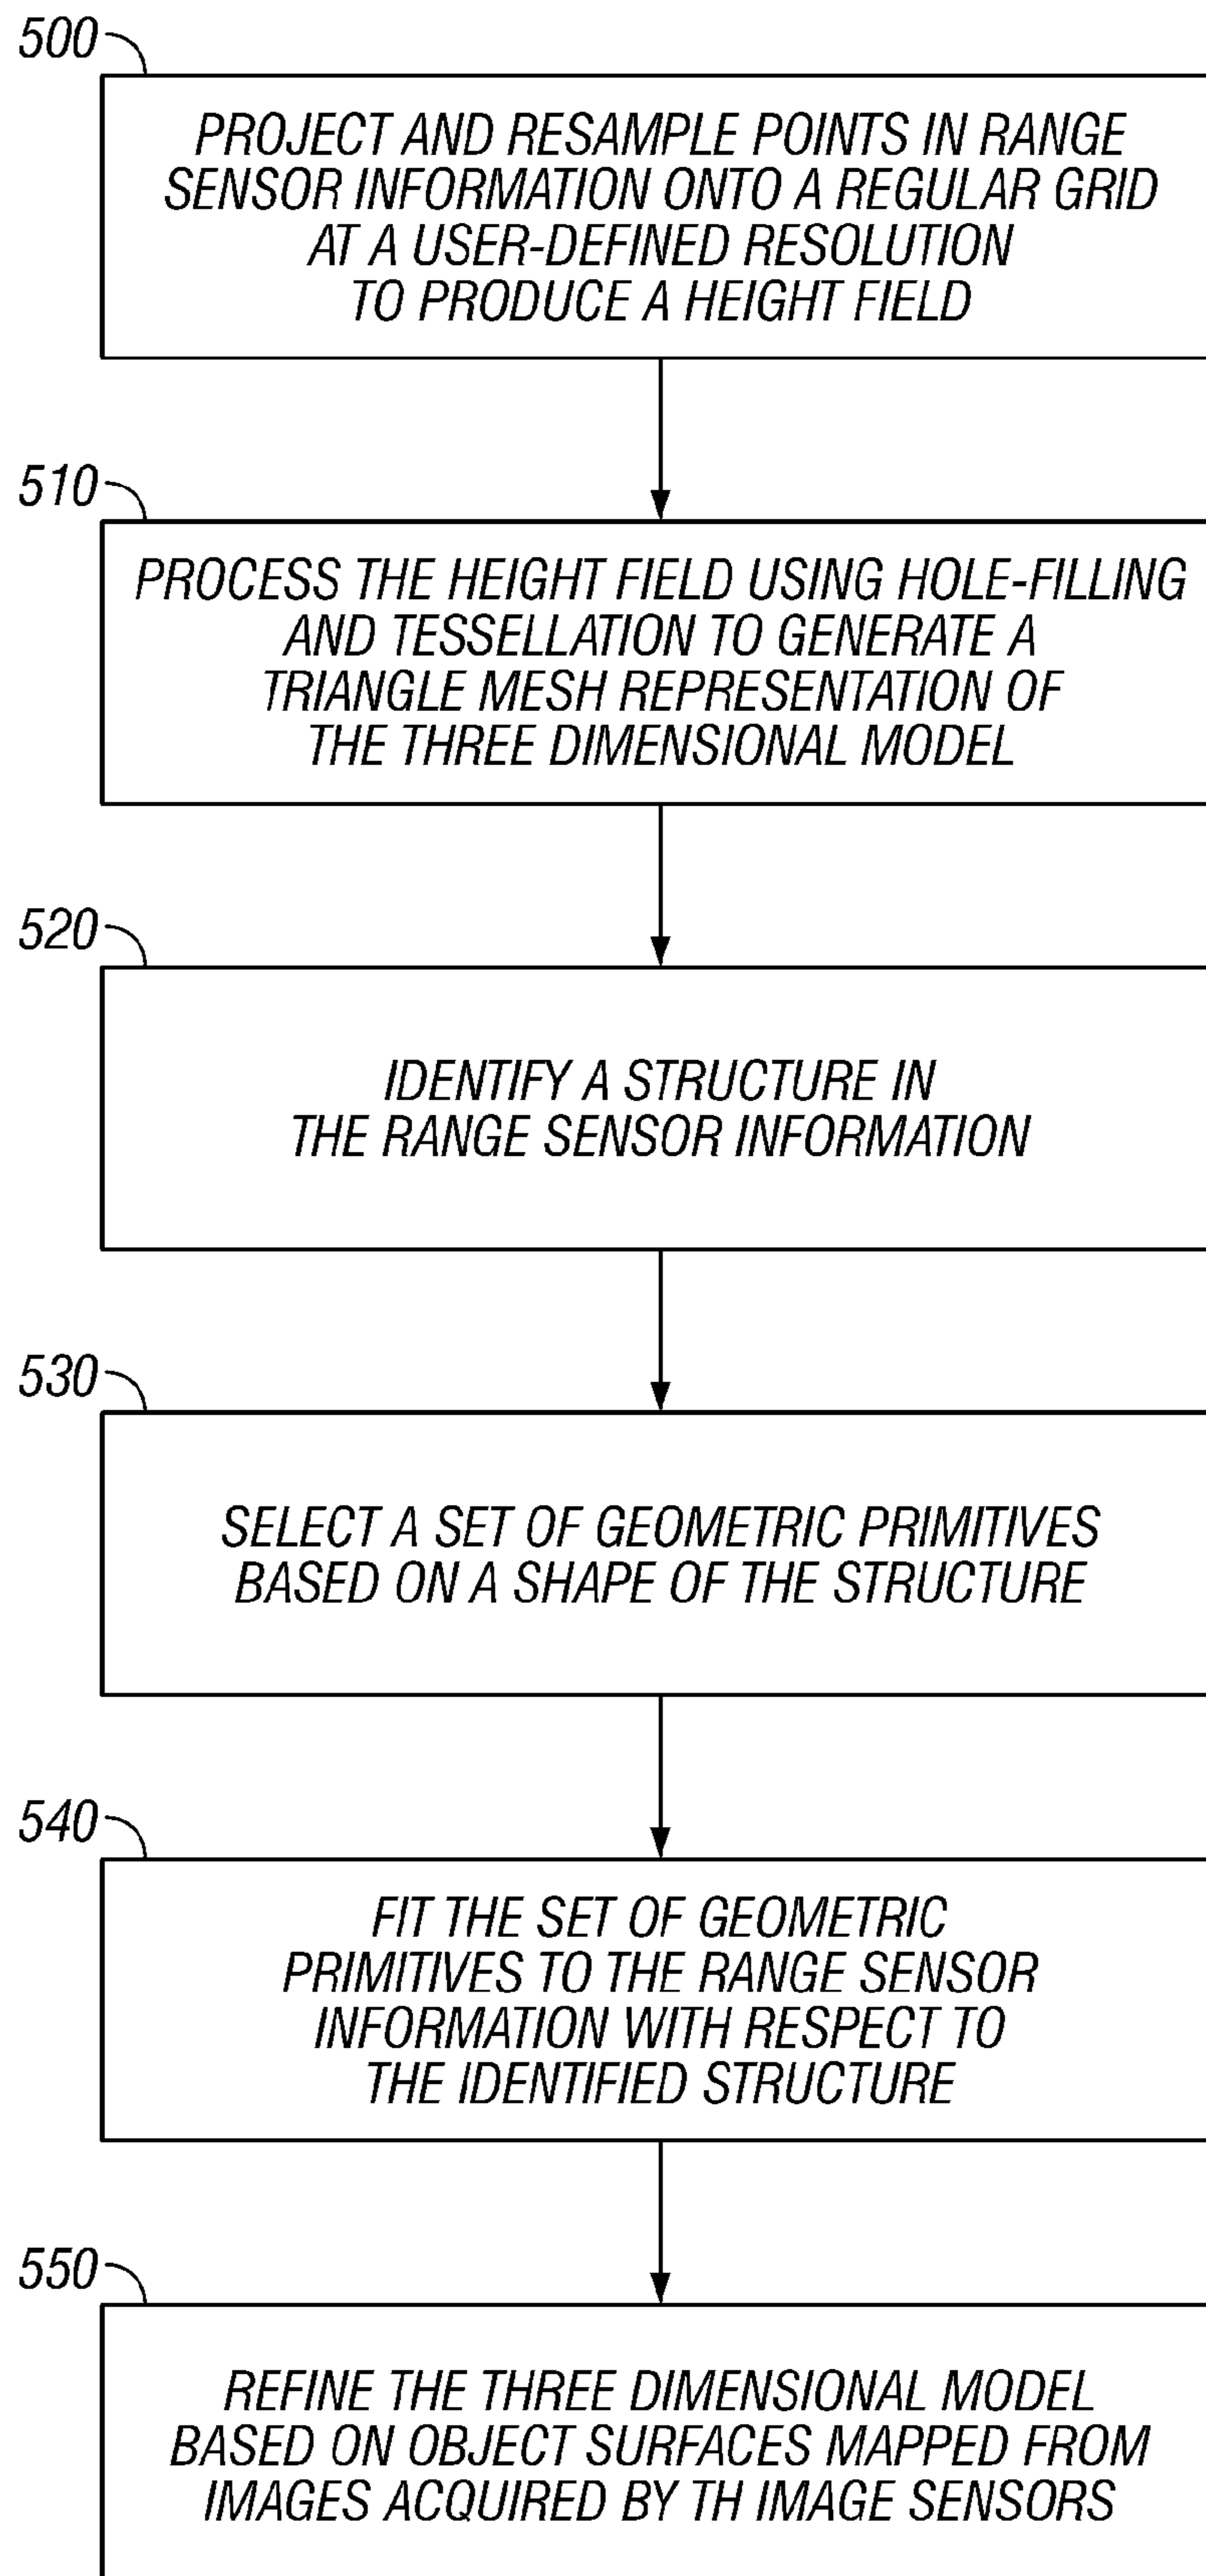 500
PROJECT AND RESAMPLE POINTS IN RANGE
SENSOR INFORMATION ONTO A REGULAR GRID
AT A USER-DEFINED RESOLUTION
TO PRODUCE A HEIGHT FIELD
510
PROCESS THE HEIGHT FIELD USING HOLE-FILLING
AND TESSELLATION TO GENERATE A
TRIANGLE MESH REPRESENTATION OF
THE THREE DIMENSIONAL MODEL
520
IDENTIFY A STRUCTURE IN
THE RANGE SENSOR INFORMATION
530
SELECT A SET OF GEOMETRIC PRIMITIVES
BASED ON A SHAPE OF THE STRUCTURE
540
FIT THE SET OF GEOMETRIC
PRIMITIVES TO THE RANGE SENSOR
INFORMATION WITH RESPECT TO
THE IDENTIFIED STRUCTURE
550
REFINE THE THREE DIMENSIONAL MODEL
BASED ON OBJECT SURFACES MAPPED FROM
IMAGES ACQUIRED BY TH IMAGE SENSORS